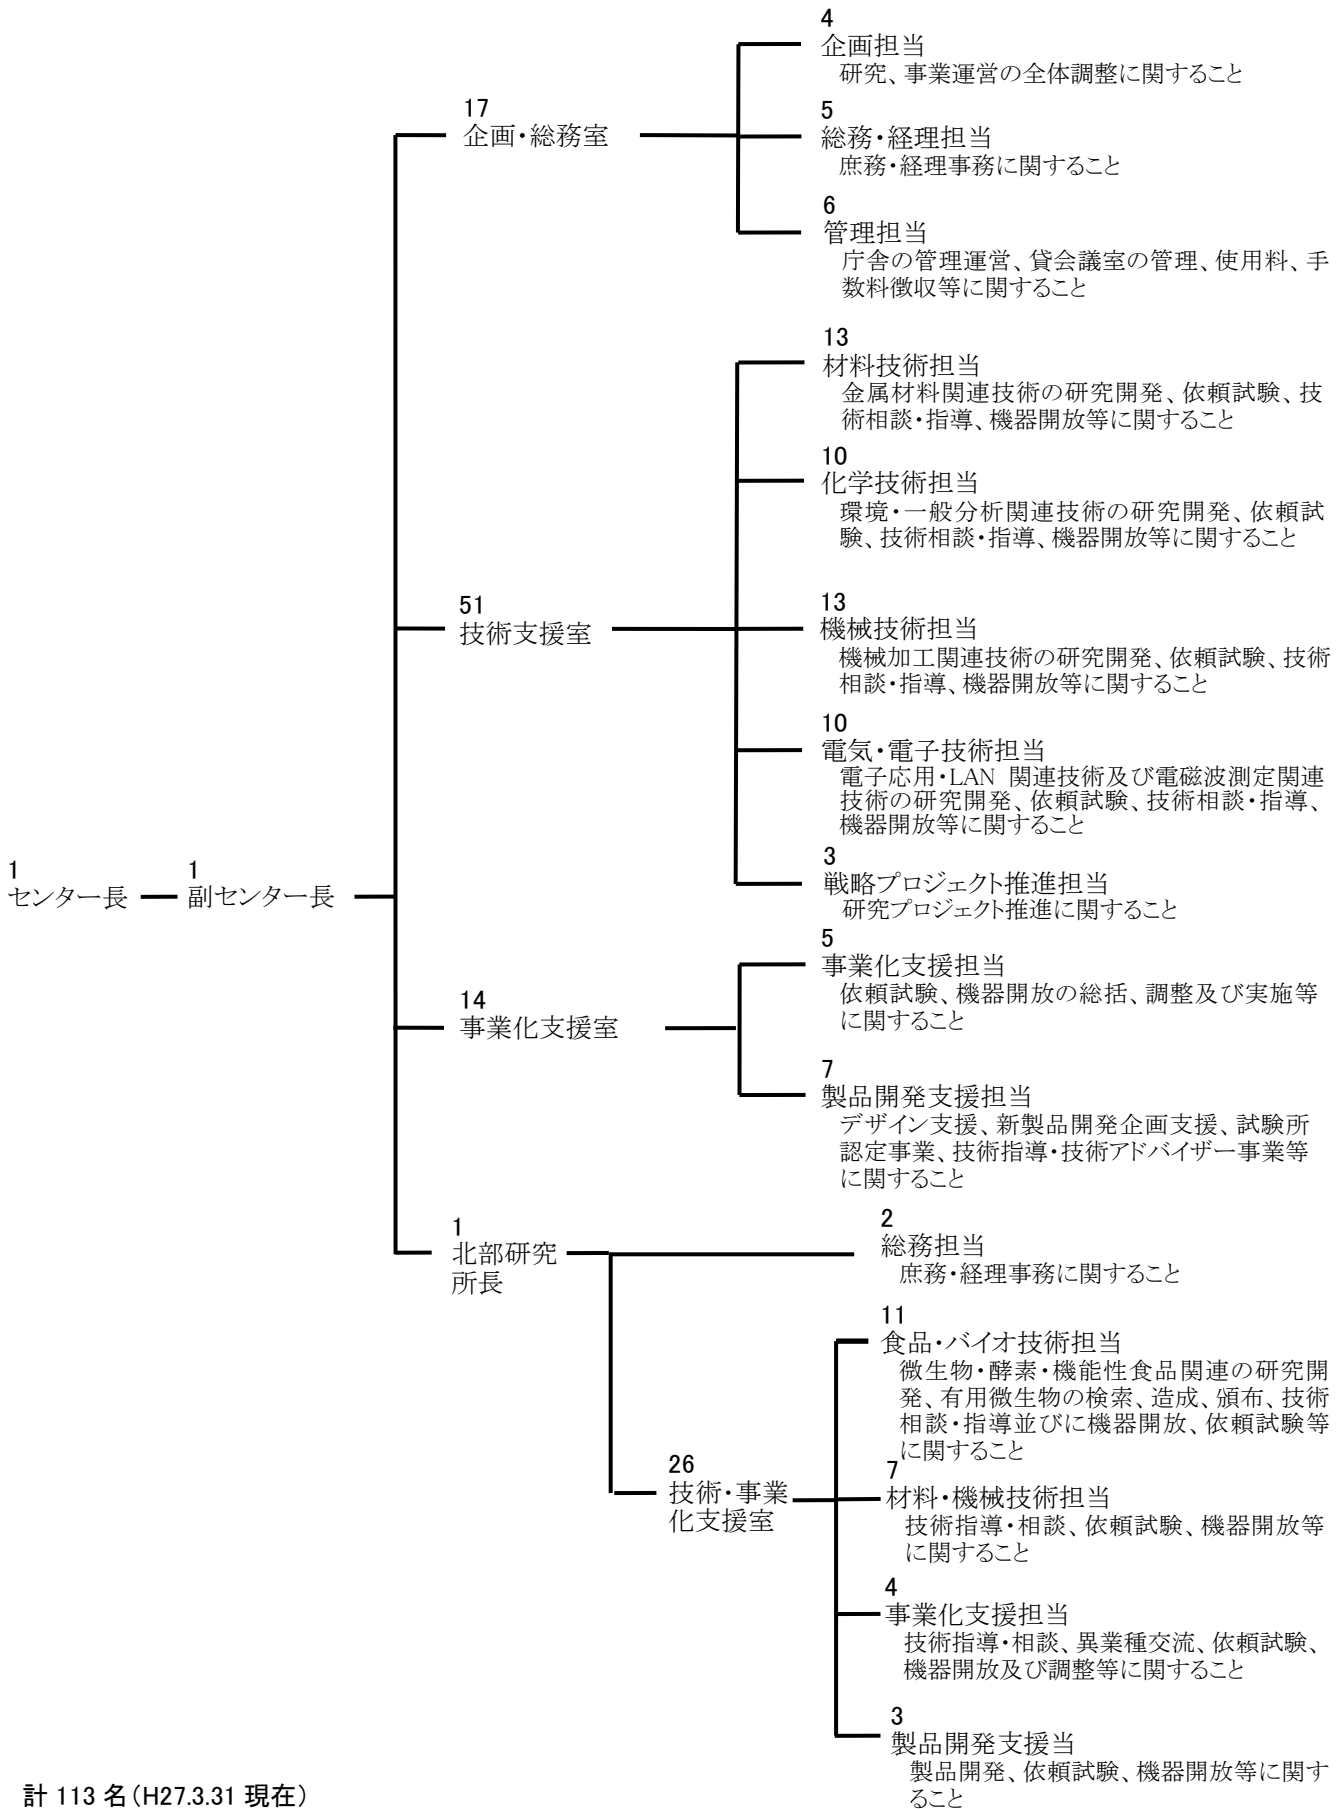 4
企画担当
研究、事業運営の全体調整に関すること
17
企画・総務室
5
総務・経理担当
庶務・経理事務に関すること
6
管理担当
庁舎の管理運営、貸会議室の管理、使用料、手
数料徴収等に関すること
13
材料技術担当
金属材料関連技術の研究開発、依頼試験、技
術相談・指導、機器開放等に関すること
10
化学技術担当
環境・一般分析関連技術の研究開発、依頼試
験、技術相談・指導、機器開放等に関すること
51
技術支援室
13
機械技術担当
機械加工関連技術の研究開発、依頼試験、技術
相談・指導、機器開放等に関すること
10
電気・電子技術担当
電子応用・LAN 関連技術及び電磁波測定関連
技術の研究開発、依頼試験、技術相談・指導、
機器開放等に関すること
3
戦略プロジェクト推進担当
研究プロジェクト推進に関すること
1
センター長
1
副センター長
5
事業化支援担当
依頼試験、機器開放の総括、調整及び実施等
に関すること
14
事業化支援室
7
製品開発支援担当
デザイン支援、新製品開発企画支援、試験所
認定事業、技術指導・技術アドバイザー事業等
に関すること
1
北部研究
所長
2
総務担当
庶務・経理事務に関すること
11
食品・バイオ技術担当
微生物・酵素・機能性食品関連の研究開
発、有用微生物の検索、造成、頒布、技術
相談・指導並びに機器開放、依頼試験等
に関すること
26
技術・事業
化支援室
7
材料・機械技術担当
技術指導・相談、依頼試験、機器開放等
に関すること
4
事業化支援担当
技術指導・相談、異業種交流、依頼試験、
機器開放及び調整等に関すること
3
製品開発支援当
製品開発、依頼試験、機器開放等に関す
ること
計 113 名（H27.3.31 現在）